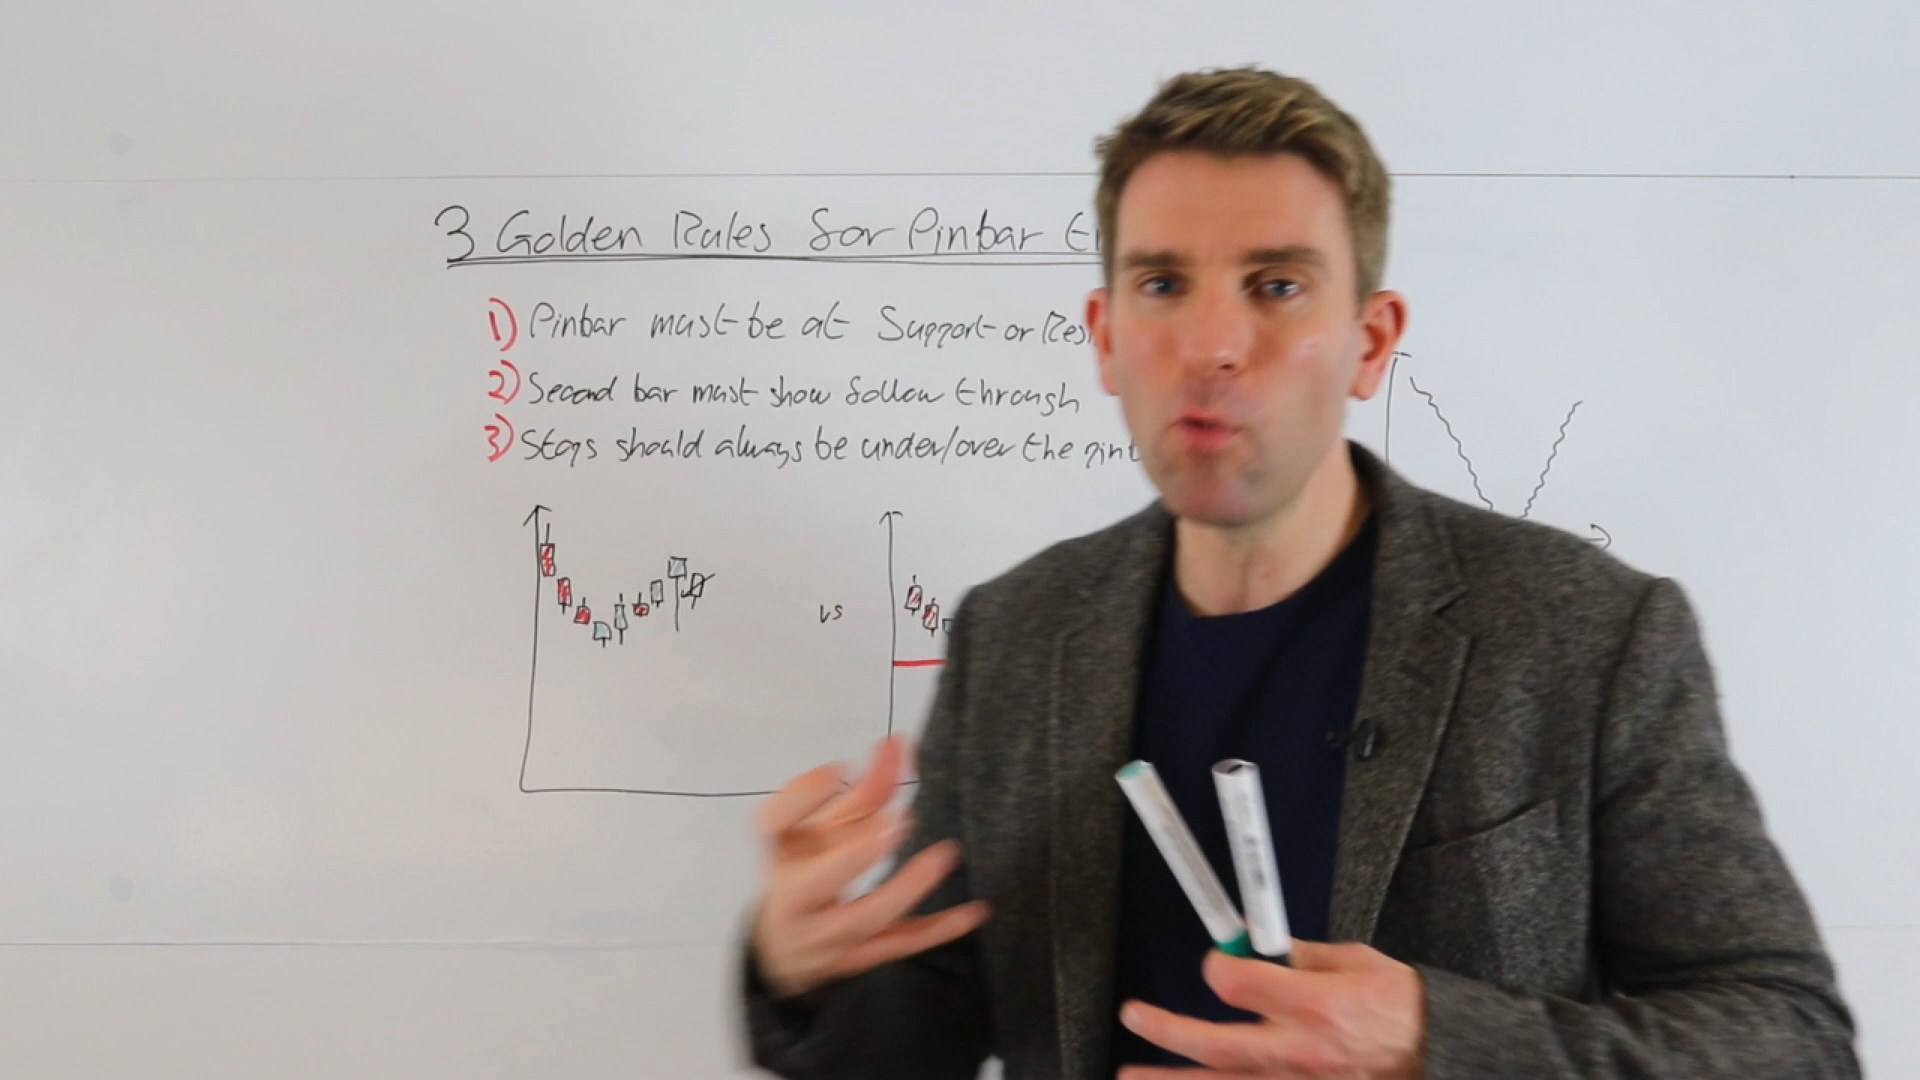 3 Golden Rules for Pinbar
1) Pinbar must be at Support or Res
2) Second bar must show follow through
3) Stops should always be under/over the
vs